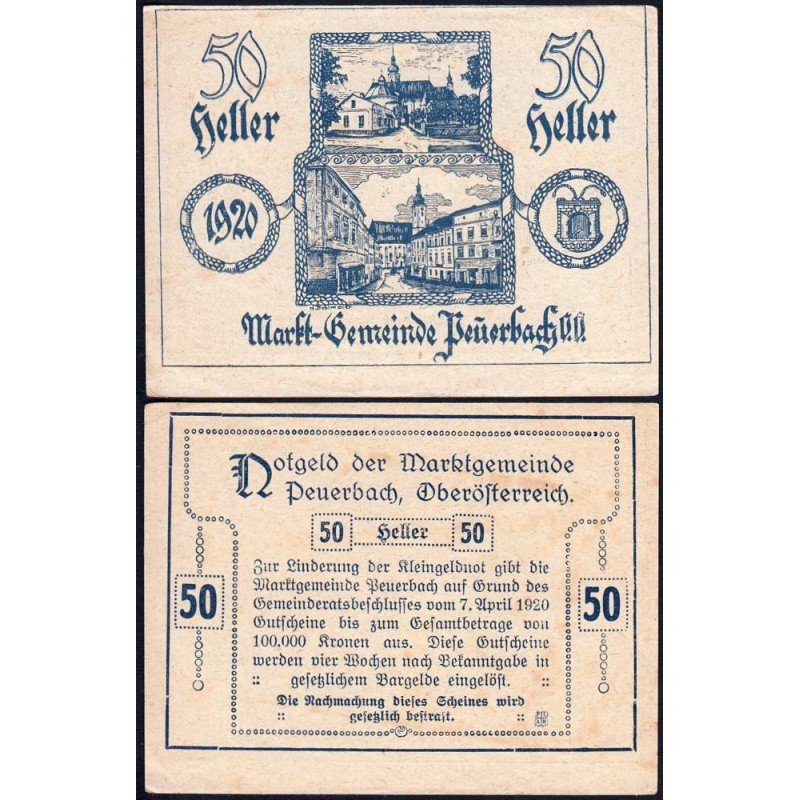 50 50
Heller Heller
1920
Markt-Gemeinde Peuerbach O.Ö.
Notgeld der Marktgemeinde
Peuerbach, Oberösterreich.
50 Heller 50
Zur Linderung der Kleingeldnot gibt die
Marktgemeinde Peuerbach auf Grund des
Gemeinderatsbeschlusses vom 7. April 1920
50 Gutscheine bis zum Gesamtbetrage von 50
100.000 Kronen aus. Diese Gutscheine
werden vier Wochen nach Bekanntgabe in
:: gesetzlichem Bargelde eingelöst. ::
Die Nachmachung dieses Scheines wird
:: gesetzlich bestraft. ::